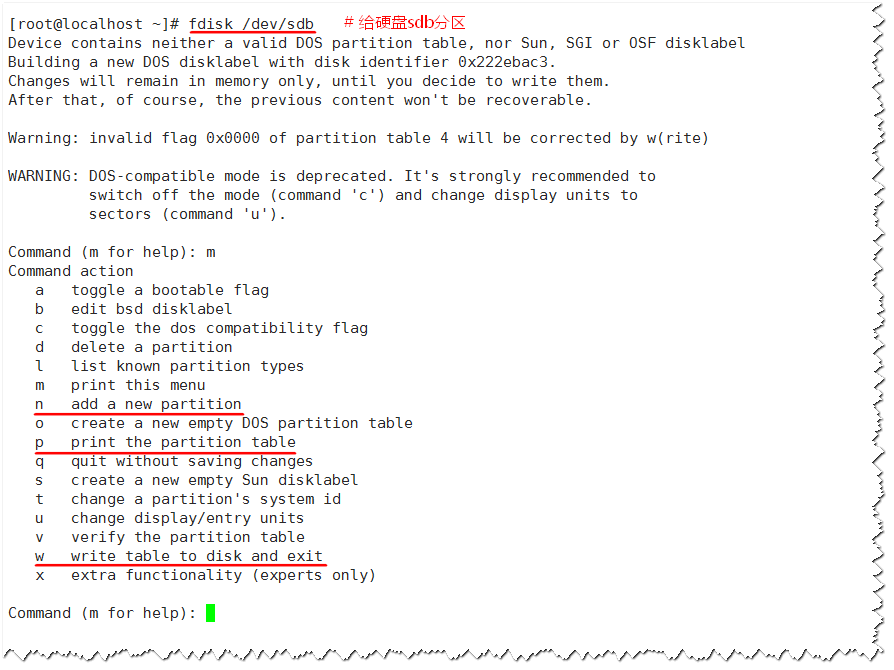 [root@localhost ~]# fdisk /dev/sdb # 给硬盘sdb分区
Device contains neither a valid DOS partition table, nor Sun, SGI or OSF disklabel
Building a new DOS disklabel with disk identifier 0x222ebac3.
Changes will remain in memory only, until you decide to write them.
After that, of course, the previous content won't be recoverable.

Warning: invalid flag 0x0000 of partition table 4 will be corrected by w(rite)

WARNING: DOS-compatible mode is deprecated. It's strongly recommended to
         switch off the mode (command 'c') and change display units to
         sectors (command 'u').

Command (m for help): m
Command action
   a   toggle a bootable flag
   b   edit bsd disklabel
   c   toggle the dos compatibility flag
   d   delete a partition
   l   list known partition types
   m   print this menu
   n   add a new partition
   o   create a new empty DOS partition table
   p   print the partition table
   q   quit without saving changes
   s   create a new empty Sun disklabel
   t   change a partition's system id
   u   change display/entry units
   v   verify the partition table
   w   write table to disk and exit
   x   extra functionality (experts only)

Command (m for help):